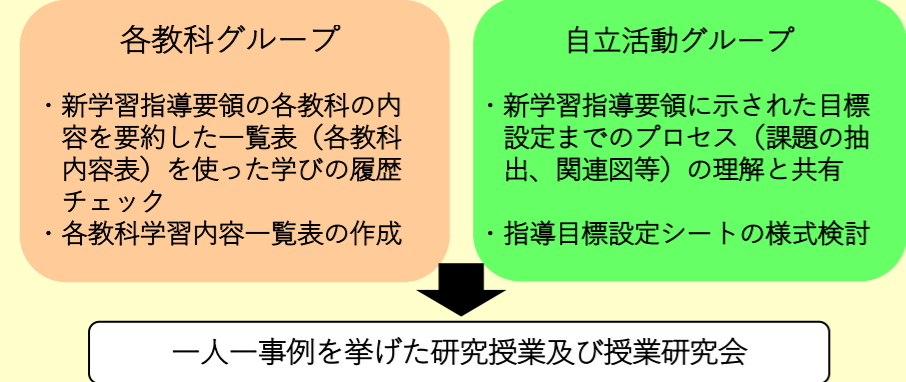 各教科グループ
・新学習指導要領の各教科の内
容を要約した一覧表（各教科
内容表）を使った学びの履歴
チェック
・各教科学習内容一覧表の作成
自立活動グループ
・新学習指導要領に示された目標
設定までのプロセス（課題の抽
出、関連図等）の理解と共有
・指導目標設定シートの様式検討
一人一事例を挙げた研究授業及び授業研究会